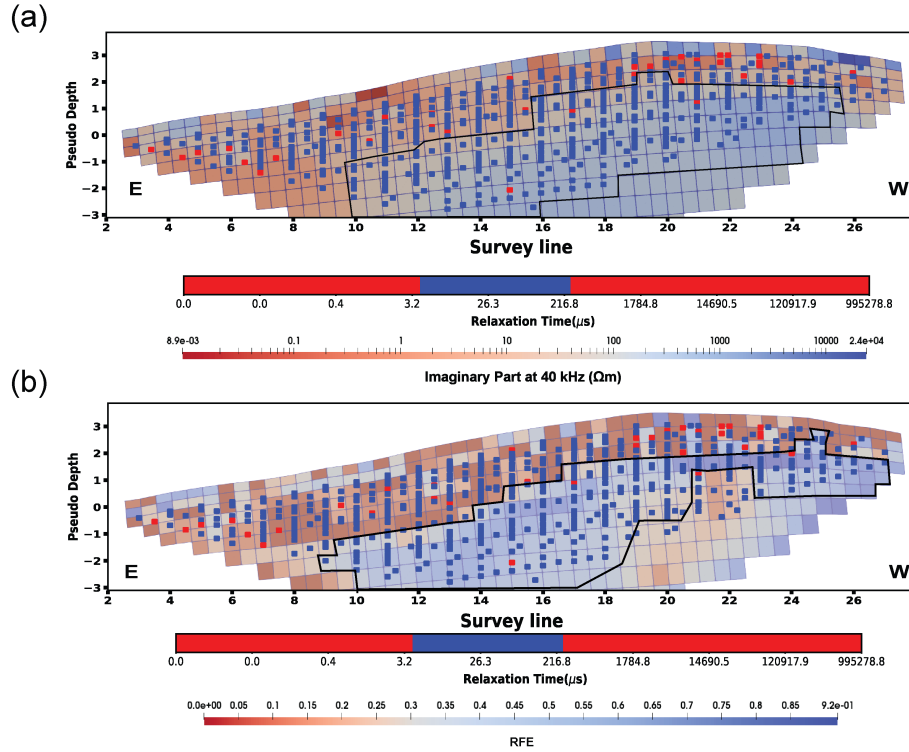 (a)
Pseudo Depth
3
2
1
0
−1
−2
−3
E
W
2 4 6 8 10 12 14 16 18 20 22 24 26
Survey line
0.0 0.0 0.4 3.2 26.3 216.8 1784.8 14690.5 120917.9 995278.8
Relaxation Time(μs)
8.9e-03 0.1 1 10 100 1000 10000 2.4e+04
Imaginary Part at 40 kHz (Ωm)
(b)
Pseudo Depth
3
2
1
0
−1
−2
−3
E
W
2 4 6 8 10 12 14 16 18 20 22 24 26
Survey line
0.0 0.0 0.4 3.2 26.3 216.8 1784.8 14690.5 120917.9 995278.8
Relaxation Time(μs)
0.0e+00 0.05 0.1 0.15 0.2 0.25 0.3 0.35 0.4 0.45 0.5 0.55 0.6 0.65 0.7 0.75 0.8 0.85 9.2e-01
RFE